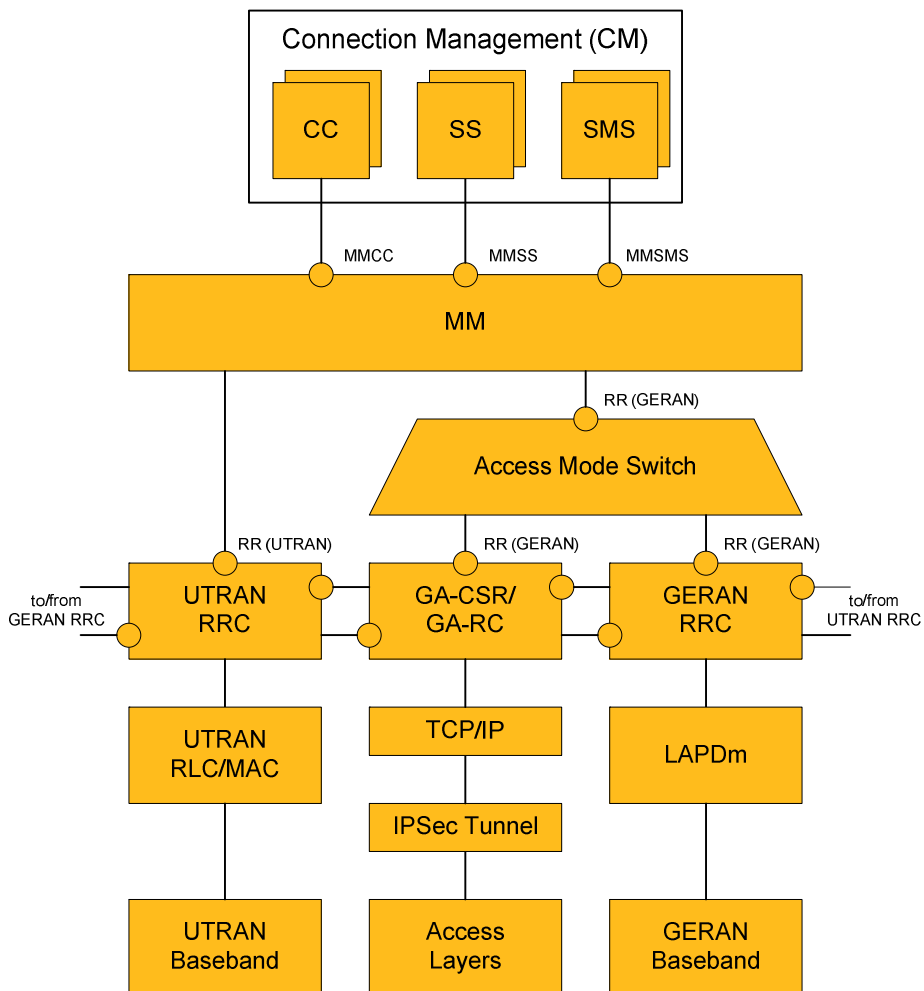 Connection Management (CM)
CC
SS
SMS
MMCC
MMSS
MMSMS
MM
RR (GERAN)
Access Mode Switch
RR (UTRAN)
RR (GERAN)
RR (GERAN)
to/from
GERAN RRC
UTRAN
RRC
GA-CSR/
GA-RC
GERAN
RRC
to/from
UTRAN RRC
UTRAN
RLC/MAC
TCP/IP
LAPDm
IPSec Tunnel
UTRAN
Baseband
Access
Layers
GERAN
Baseband